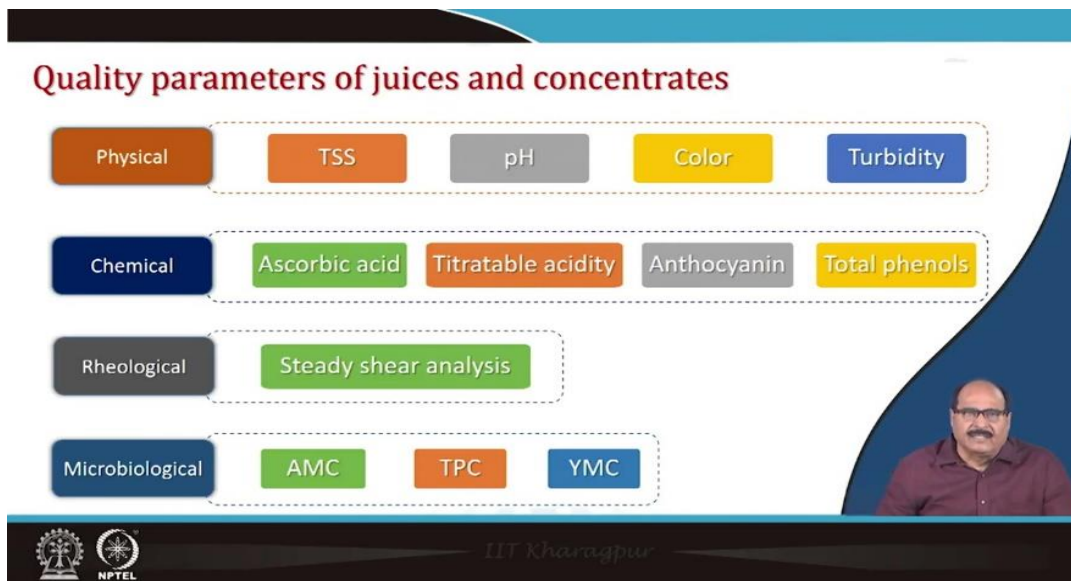 Quality parameters of juices and concentrates
Physical TSS pH Color Turbidity
Chemical Ascorbic acid Titratable acidity Anthocyanin Total phenols
Rheological Steady shear analysis
Microbiological AMC TPC YMC
IIT Kharagpur
NPTEL